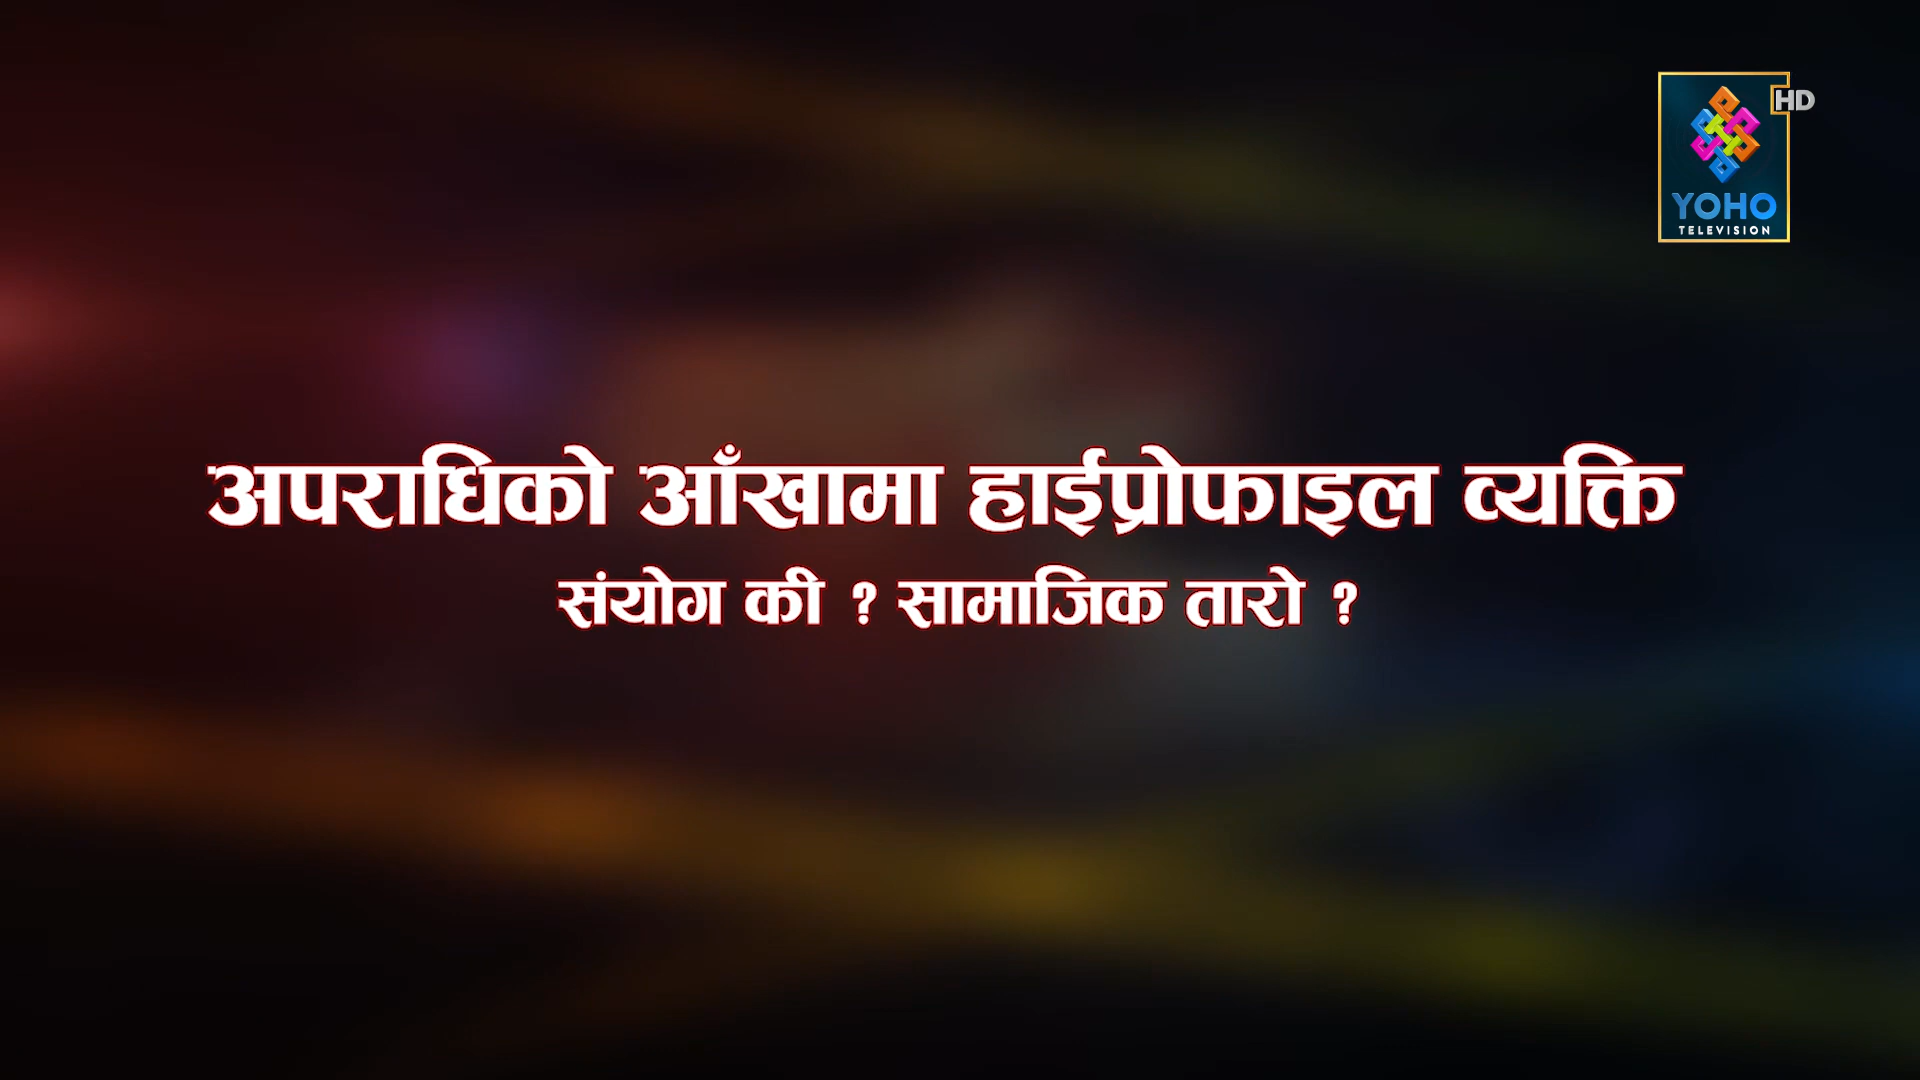 HD
YOHO
TELEVISION
अपराधिको आँखामा हाईप्रोफाइल व्यक्ति
संयोग की ? सामाजिक तारो ?